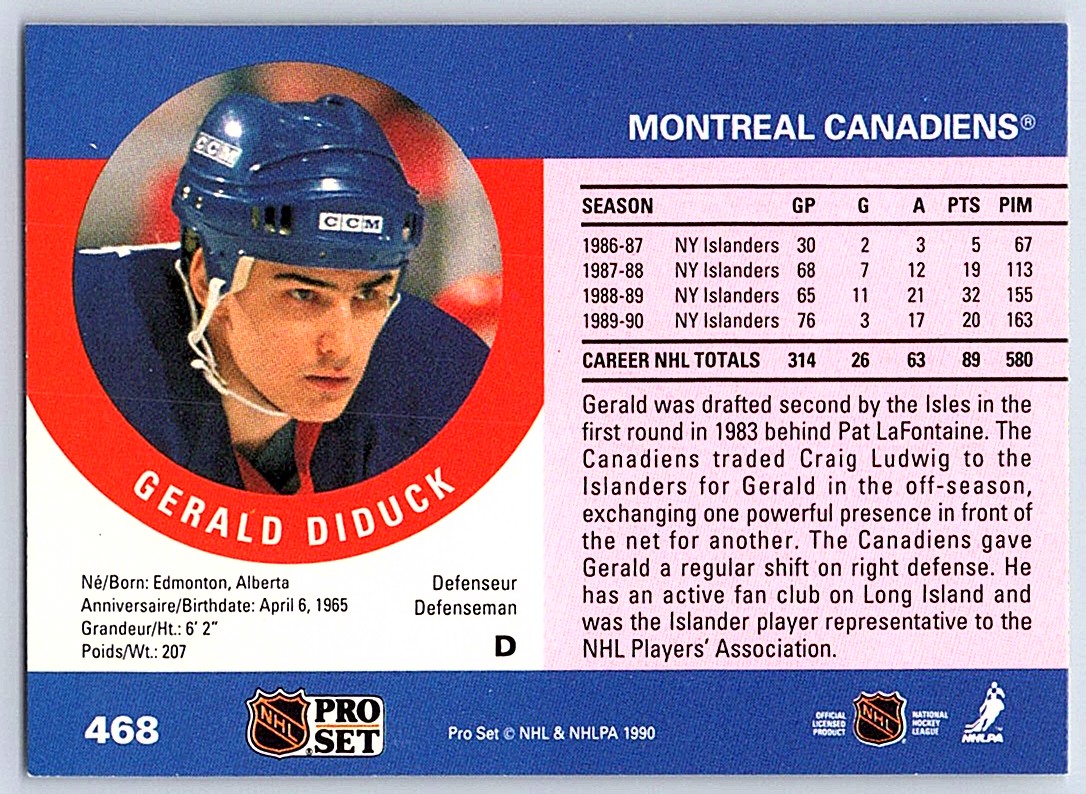 MONTREAL CANADIENS®
CCM
CCM
SEASON GP G A PTS PIM
1986-87 NY Islanders 30 2 3 5 67
1987-88 NY Islanders 68 7 12 19 113
1988-89 NY Islanders 65 11 21 32 155
1989-90 NY Islanders 76 3 17 20 163
CAREER NHL TOTALS 314 26 63 89 580
Gerald was drafted second by the Isles in the
first round in 1983 behind Pat LaFontaine. The
Canadiens traded Craig Ludwig to the
Islanders for Gerald in the off-season,
exchanging one powerful presence in front of
the net for another. The Canadiens gave
Gerald a regular shift on right defense. He
has an active fan club on Long Island and
was the Islander player representative to the
NHL Players' Association.
GERALD DIDUCK
Né/Born: Edmonton, Alberta
Anniversaire/Birthdate: April 6, 1965
Grandeur/Ht.: 6' 2"
Poids/Wt.: 207
Defenseur
Defenseman
D
468
NHL
PRO
SET
®
Pro Set © NHL & NHLPA 1990
OFFICIAL
LICENSED
PRODUCT
NHL
NATIONAL
HOCKEY
LEAGUE
NHLPA